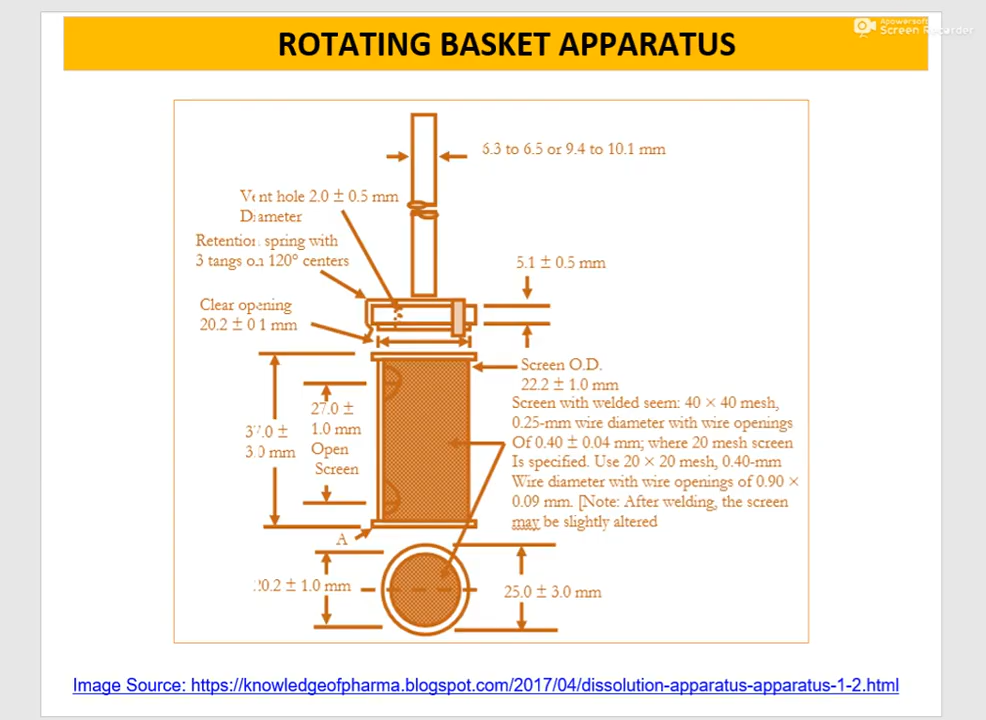 ROTATING BASKET APPARATUS
Apowersoft
Screen Recorder
6.3 to 6.5 or 9.4 to 10.1 mm
Vent hole 2.0 ± 0.5 mm
Diameter
Retention spring with
3 tangs on 120° centers
5.1 ± 0.5 mm
Clear opening
20.2 ± 0 1 mm
Screen O.D.
22.2 ± 1.0 mm
Screen with welded seem: 40 × 40 mesh,
0.25-mm wire diameter with wire openings
Of 0.40 ± 0.04 mm; where 20 mesh screen
Is specified. Use 20 × 20 mesh, 0.40-mm
Wire diameter with wire openings of 0.90 ×
0.09 mm. [Note: After welding, the screen
may be slightly altered
27.0 ±
1.0 mm
Open
Screen
37.0 ±
3.0 mm
A
20.2 ± 1.0 mm
25.0 ± 3.0 mm
Image Source: https://knowledgeofpharma.blogspot.com/2017/04/dissolution-apparatus-apparatus-1-2.html